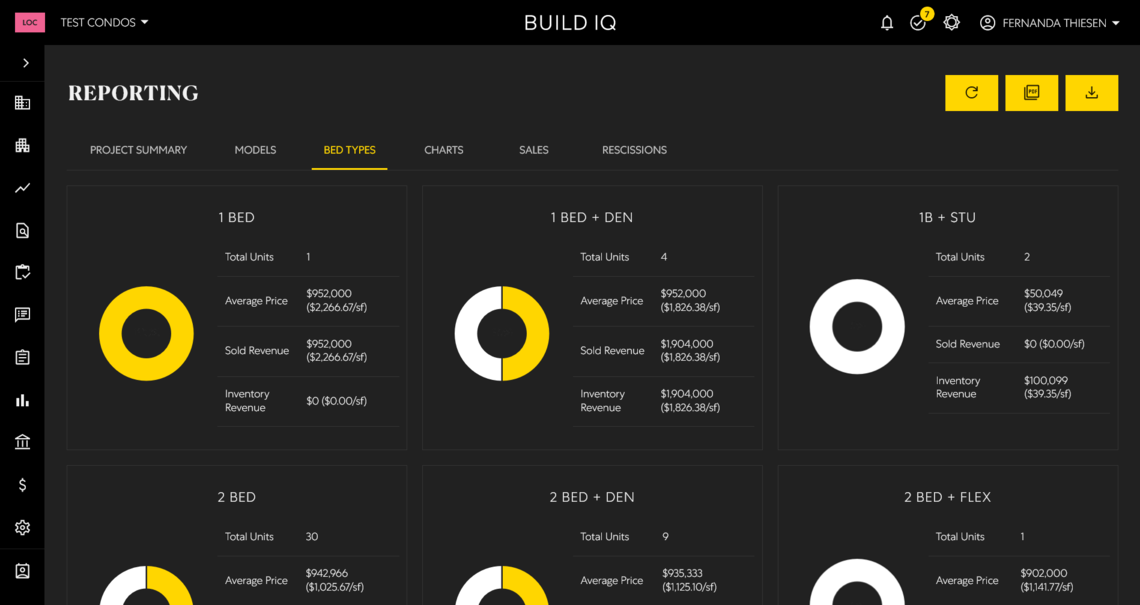 LOC
TEST CONDOS
BUILD IQ
7
FERNANDA THIESEN
REPORTING
PDF
PROJECT SUMMARY
MODELS
BED TYPES
CHARTS
SALES
RESCISSIONS
1 BED
Total Units 1
Average Price $952,000
($2,266.67/sf)
Sold Revenue $952,000
($2,266.67/sf)
Inventory
Revenue $0 ($0.00/sf)
1 BED + DEN
Total Units 4
Average Price $952,000
($1,826.38/sf)
Sold Revenue $1,904,000
($1,826.38/sf)
Inventory
Revenue $1,904,000
($1,826.38/sf)
1B + STU
Total Units 2
Average Price $50,049
($39.35/sf)
Sold Revenue $0 ($0.00/sf)
Inventory
Revenue $100,099
($39.35/sf)
2 BED
Total Units 30
Average Price $942,966
($1,025.67/sf)
2 BED + DEN
Total Units 9
Average Price $935,333
($1,125.10/sf)
2 BED + FLEX
Total Units 1
Average Price $902,000
($1,141.77/sf)